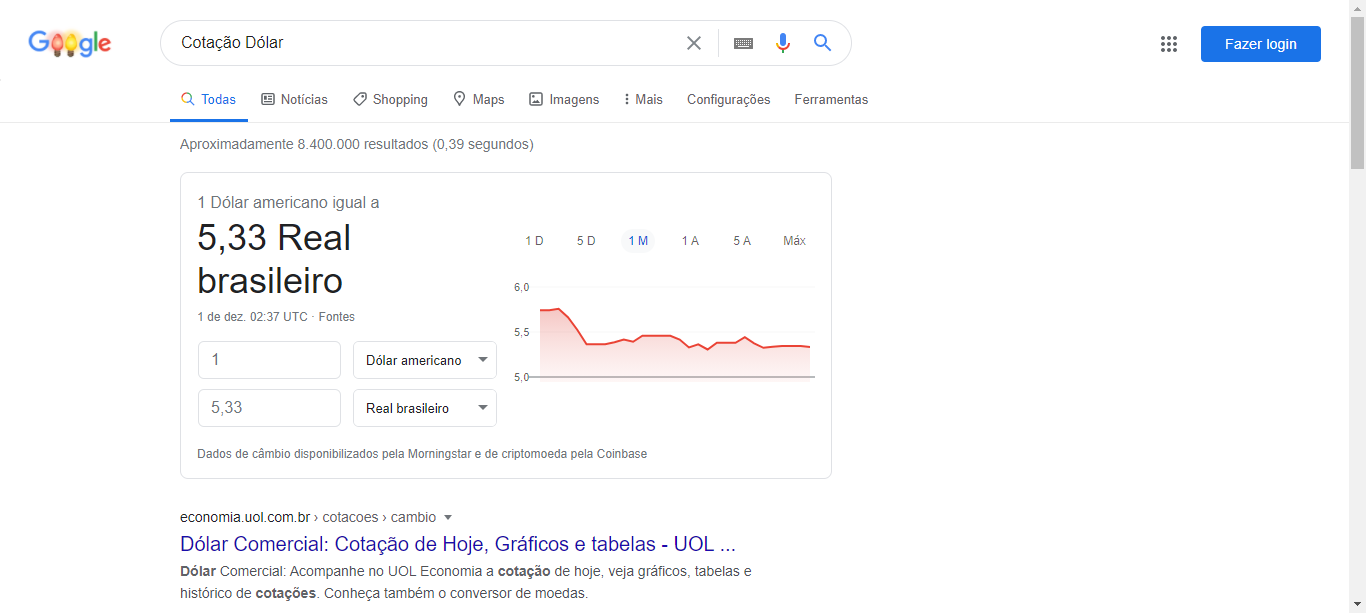 Google
Cotação Dólar
Fazer login
Todas Notícias Shopping Maps Imagens Mais Configurações Ferramentas
Aproximadamente 8.400.000 resultados (0,39 segundos)
1 Dólar americano igual a
5,33 Real
brasileiro
1 de dez. 02:37 UTC · Fontes
1 Dólar americano
5,33 Real brasileiro
1 D 5 D 1 M 1 A 5 A Máx
6,0
5,5
5,0
Dados de câmbio disponibilizados pela Morningstar e de criptomoeda pela Coinbase
economia.uol.com.br › cotacoes › cambio
Dólar Comercial: Cotação de Hoje, Gráficos e tabelas - UOL ...
Dólar Comercial: Acompanhe no UOL Economia a cotação de hoje, veja gráficos, tabelas e
histórico de cotações. Conheça também o conversor de moedas.